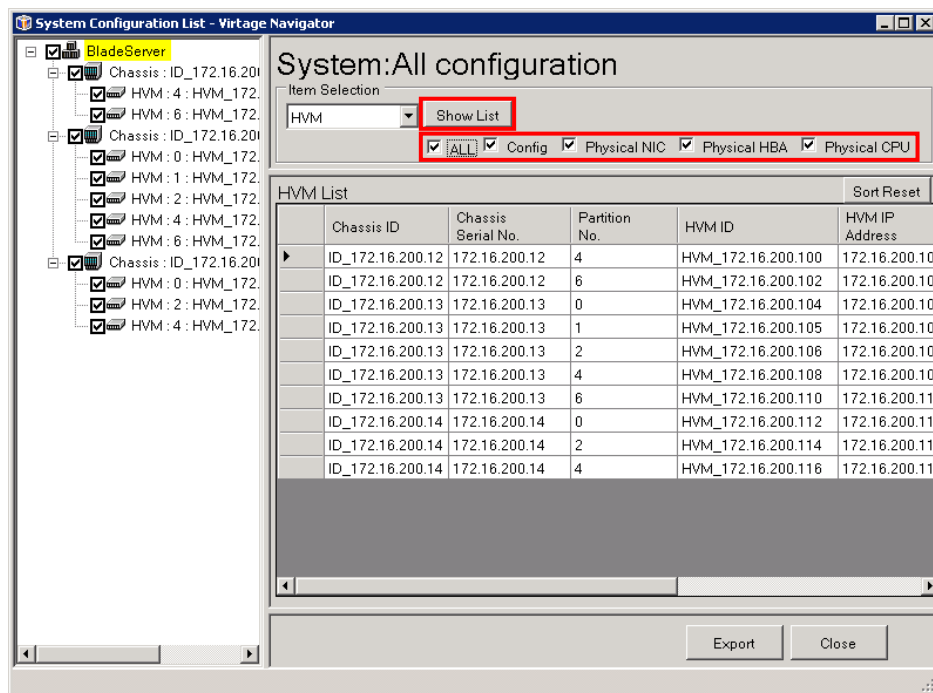 System Configuration List - Virtage Navigator
BladeServer
Chassis : ID_172.16.20
HVM : 4 : HVM_172.
HVM : 6 : HVM_172.
Chassis : ID_172.16.20
HVM : 0 : HVM_172.
HVM : 1 : HVM_172.
HVM : 2 : HVM_172.
HVM : 4 : HVM_172.
HVM : 6 : HVM_172.
Chassis : ID_172.16.20
HVM : 0 : HVM_172.
HVM : 2 : HVM_172.
HVM : 4 : HVM_172.
System:All configuration
Item Selection
HVM Show List
ALL Config Physical NIC Physical HBA Physical CPU
HVM List Sort Reset
Chassis ID Chassis Serial No. Partition No. HVM ID HVM IP Address
ID_172.16.200.12 172.16.200.12 4 HVM_172.16.200.100 172.16.200.10
ID_172.16.200.12 172.16.200.12 6 HVM_172.16.200.102 172.16.200.10
ID_172.16.200.13 172.16.200.13 0 HVM_172.16.200.104 172.16.200.10
ID_172.16.200.13 172.16.200.13 1 HVM_172.16.200.105 172.16.200.10
ID_172.16.200.13 172.16.200.13 2 HVM_172.16.200.106 172.16.200.10
ID_172.16.200.13 172.16.200.13 4 HVM_172.16.200.108 172.16.200.10
ID_172.16.200.13 172.16.200.13 6 HVM_172.16.200.110 172.16.200.11
ID_172.16.200.14 172.16.200.14 0 HVM_172.16.200.112 172.16.200.11
ID_172.16.200.14 172.16.200.14 2 HVM_172.16.200.114 172.16.200.11
ID_172.16.200.14 172.16.200.14 4 HVM_172.16.200.116 172.16.200.11
Export Close